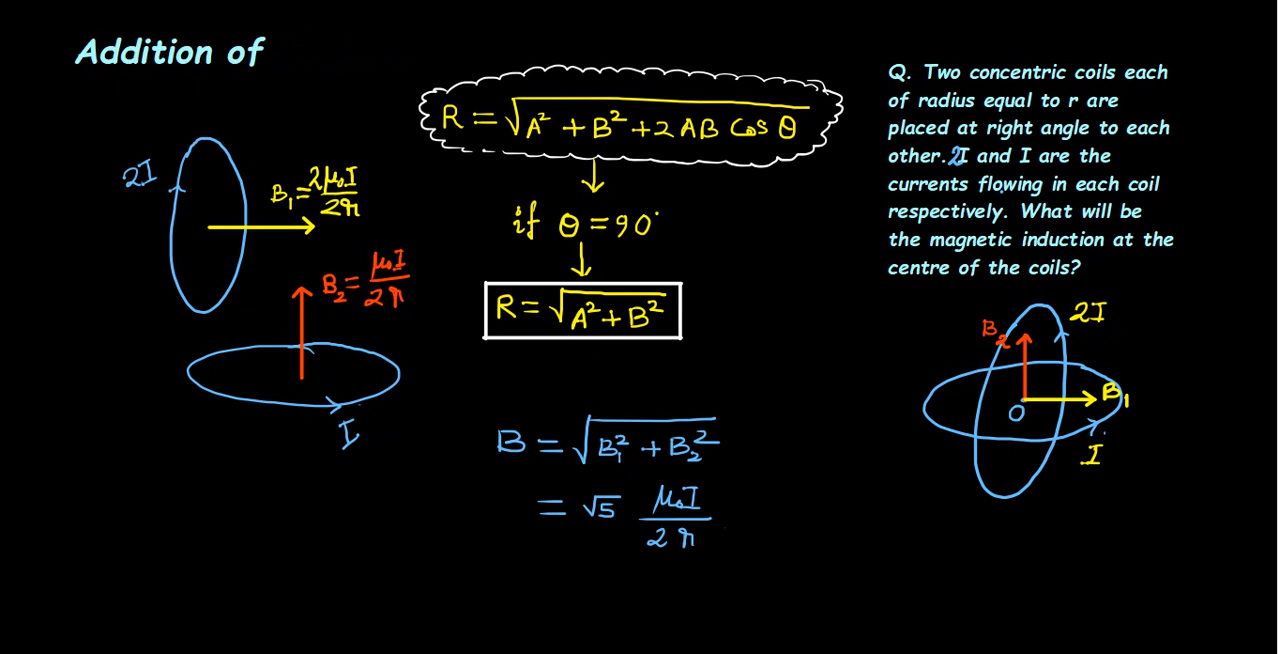 Addition of
R = √A² + B² + 2 AB Cos θ
if θ = 90°
R = √A² + B²
2I
B₁ = 2μ₀I / 2r
B₂ = μ₀I / 2r
I
B = √B₁² + B₂²
= √5 μ₀I / 2r
Q. Two concentric coils each
of radius equal to r are
placed at right angle to each
other. 2I and I are the
currents flowing in each coil
respectively. What will be
the magnetic induction at the
centre of the coils?
2I
B₂
B₁
O
I